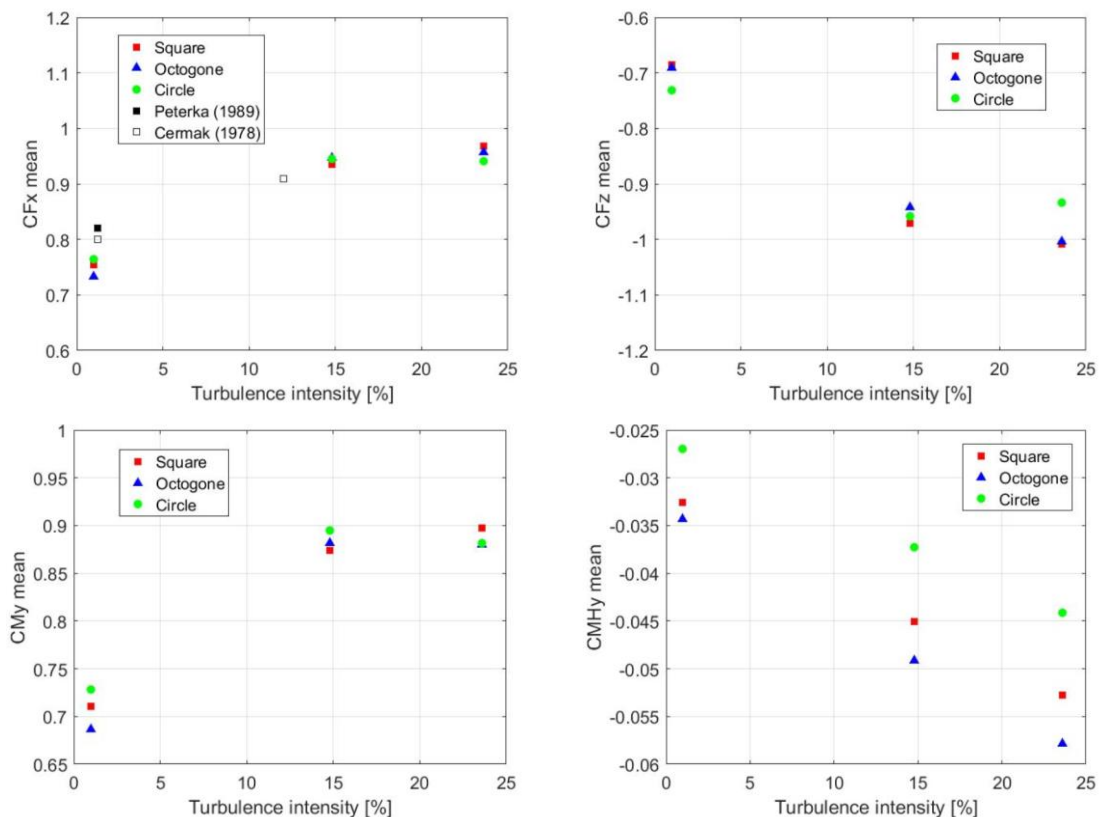 1.2
1.1
1
0.9
0.8
0.7
0.6
CFx mean
Square
Octogone
Circle
Peterka (1989)
Cermak (1978)
0 5 10 15 20 25
Turbulence intensity [%]
-0.6
-0.7
-0.8
-0.9
-1
-1.1
-1.2
CFz mean
Square
Octogone
Circle
0 5 10 15 20 25
Turbulence intensity [%]
1
0.95
0.9
0.85
0.8
0.75
0.7
0.65
CMy mean
Square
Octogone
Circle
0 5 10 15 20 25
Turbulence intensity [%]
-0.025
-0.03
-0.035
-0.04
-0.045
-0.05
-0.055
-0.06
CMHy mean
Square
Octogone
Circle
0 5 10 15 20 25
Turbulence intensity [%]